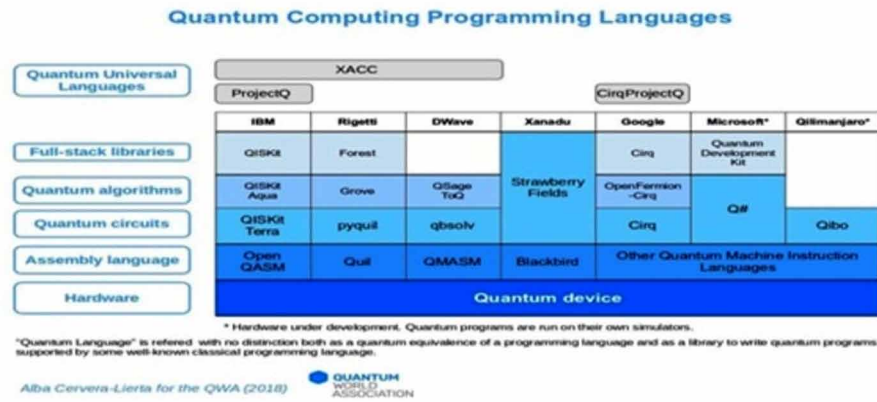 Quantum Computing Programming Languages
Quantum Universal
Languages
XACC
ProjectQ
CirqProjectQ
IBM
Rigetti
DWave
Xanadu
Google
Microsoft*
Qilimanjaro*
Full-stack libraries
QISKit
Forest
Cirq
Quantum
Development
Kit
Quantum algorithms
QISKit
Aqua
Grove
QSage
ToQ
Strawberry
Fields
OpenFermion
-Cirq
Q#
Quantum circuits
QISKit
Terra
pyquil
qbsolv
Cirq
Qibo
Assembly language
Open
QASM
Quil
QMASM
Blackbird
Other Quantum Machine Instruction
Languages
Hardware
Quantum device
* Hardware under development. Quantum programs are run on their own simulators.
"Quantum Language" is refered with no distinction both as a quantum equivalence of a programming language and as a library to write quantum programs
supported by some well-known classical programming language.
Alba Cervera-Lierta for the QWA (2018)
QUANTUM
WORLD
ASSOCIATION